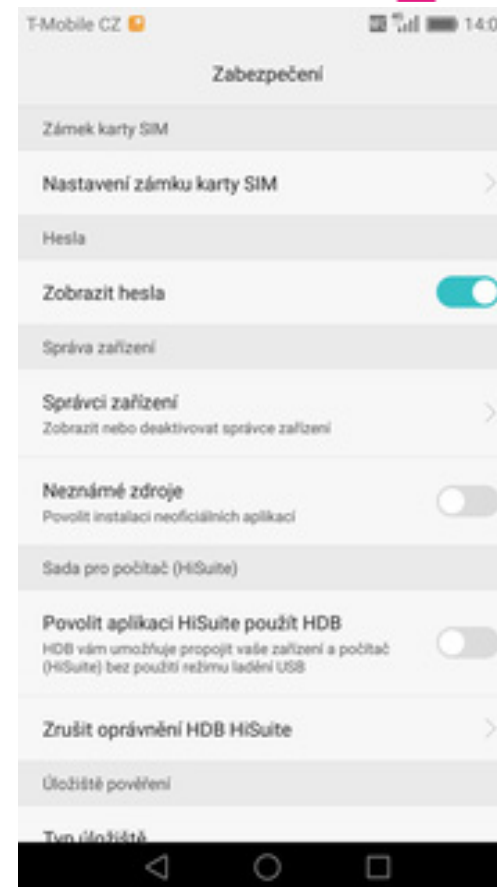 T-Mobile CZ
14:0
Zabezpečení
Zámek karty SIM
Nastavení zámku karty SIM
Hesla
Zobrazit hesla
Správa zařízení
Správci zařízení
Zobrazit nebo deaktivovat správce zařízení
Neznámé zdroje
Povolit instalaci neoficiálních aplikací
Sada pro počítač (HiSuite)
Povolit aplikaci HiSuite použít HDB
HDB vám umožňuje propojit vaše zařízení a počítač
(HiSuite) bez použití režimu ladění USB
Zrušit oprávnění HDB HiSuite
Úložiště pověření
Typ úložiště